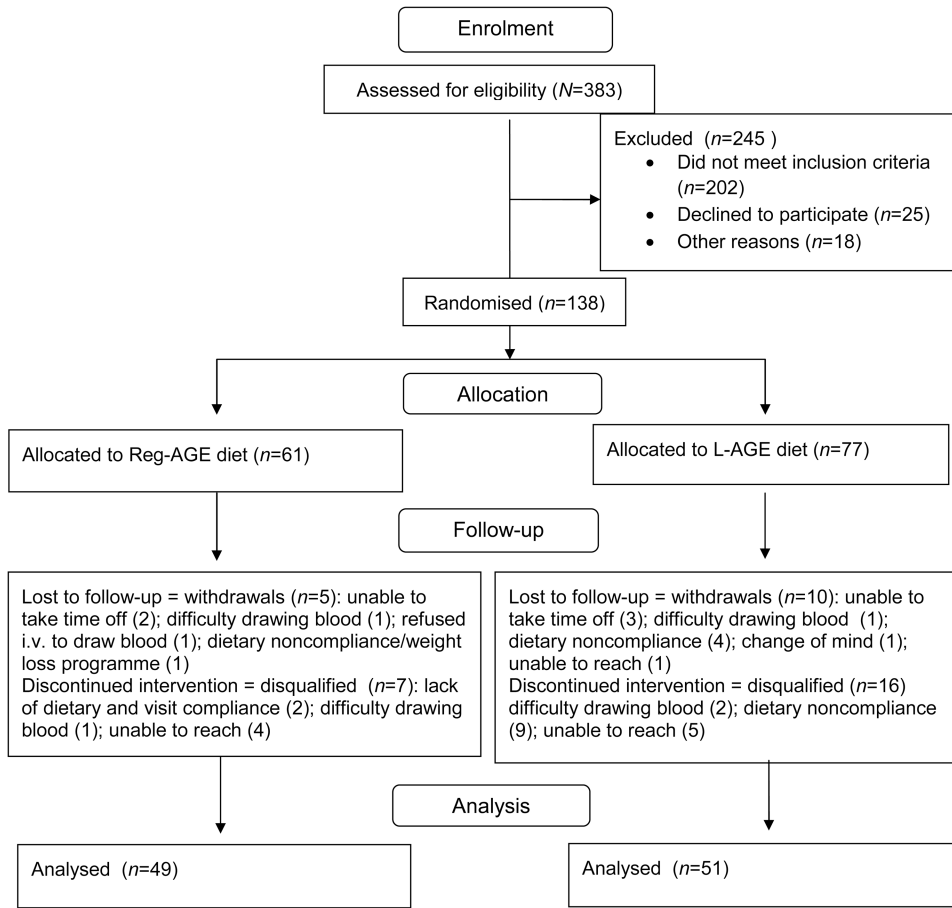 Enrolment
Assessed for eligibility (N=383)
Excluded (n=245 )
• Did not meet inclusion criteria
(n=202)
• Declined to participate (n=25)
• Other reasons (n=18)
Randomised (n=138)
Allocation
Allocated to Reg-AGE diet (n=61)
Allocated to L-AGE diet (n=77)
Follow-up
Lost to follow-up = withdrawals (n=5): unable to
take time off (2); difficulty drawing blood (1); refused
i.v. to draw blood (1); dietary noncompliance/weight
loss programme (1)
Discontinued intervention = disqualified (n=7): lack
of dietary and visit compliance (2); difficulty drawing
blood (1); unable to reach (4)
Lost to follow-up = withdrawals (n=10): unable to
take time off (3); difficulty drawing blood (1);
dietary noncompliance (4); change of mind (1);
unable to reach (1)
Discontinued intervention = disqualified (n=16)
difficulty drawing blood (2); dietary noncompliance
(9); unable to reach (5)
Analysis
Analysed (n=49)
Analysed (n=51)